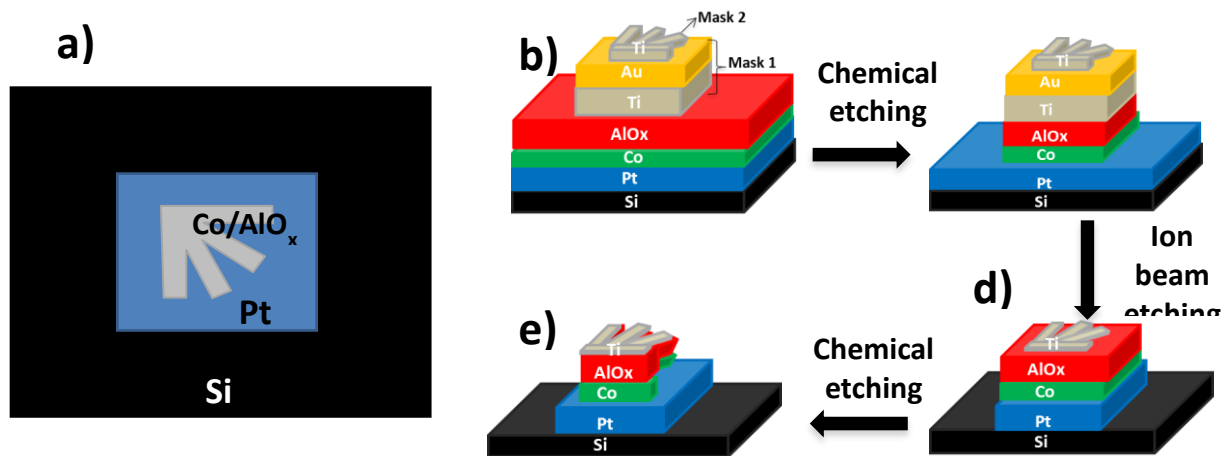 a)
Co/AlOx
Pt
Si
b)
Mask 2
Mask 1
Ti
Au
Ti
AlOx
Co
Pt
Si
Chemical
etching
Ti
Au
Ti
AlOx
Co
Pt
Si
Ion
beam
etching
d)
Ti
AlOx
Co
Pt
Si
Chemical
etching
e)
Ti
AlOx
Co
Pt
Si